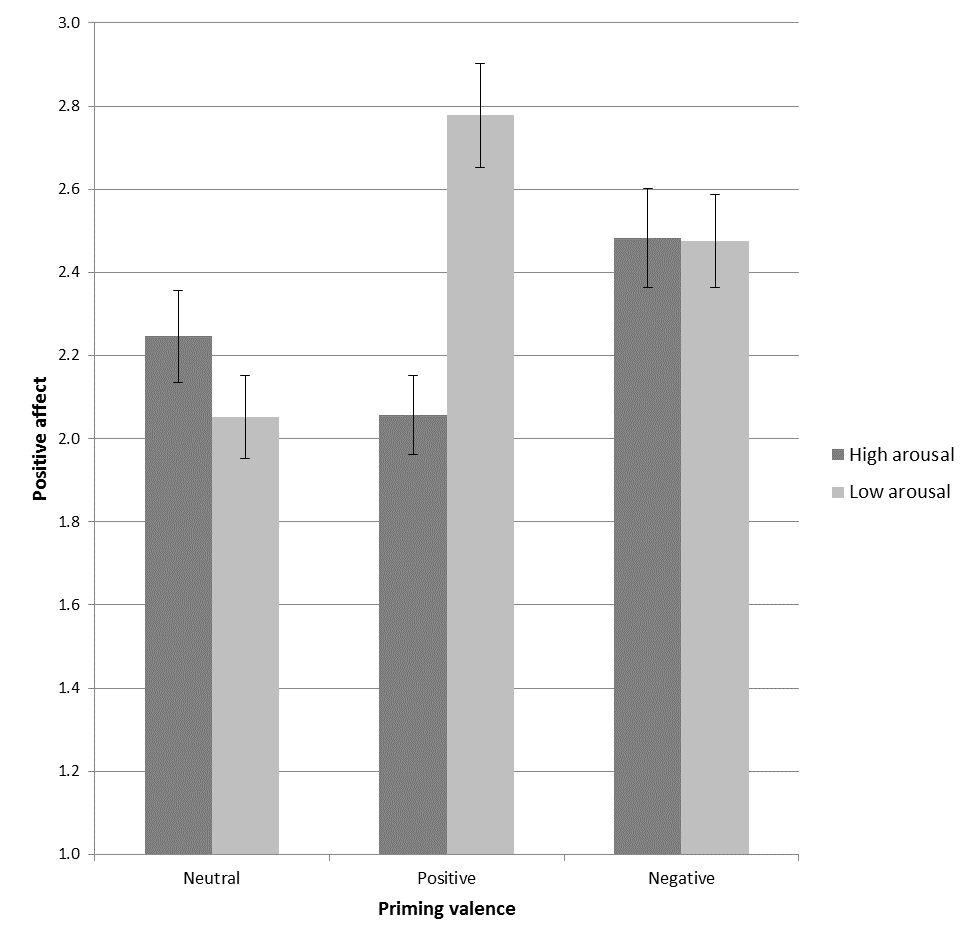 3.0
2.8
2.6
2.4
2.2
2.0
1.8
1.6
1.4
1.2
1.0
Positive affect
High arousal
Low arousal
Neutral
Positive
Negative
Priming valence